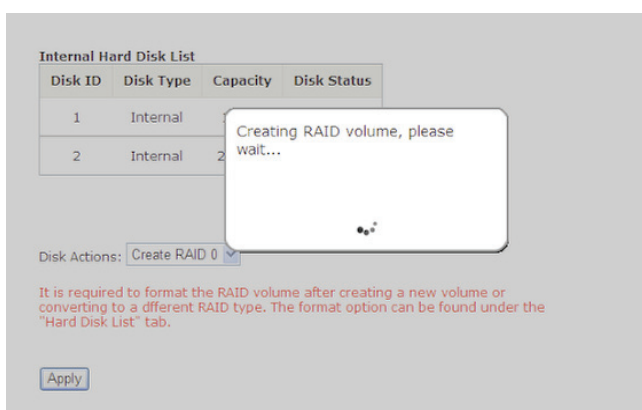 Internal Hard Disk List
Disk ID Disk Type Capacity Disk Status
1 Internal
2 Internal 2
Creating RAID volume, please
wait...
Disk Actions: Create RAID 0
It is required to format the RAID volume after creating a new volume or
converting to a dfferent RAID type. The format option can be found under the
"Hard Disk List" tab.
Apply